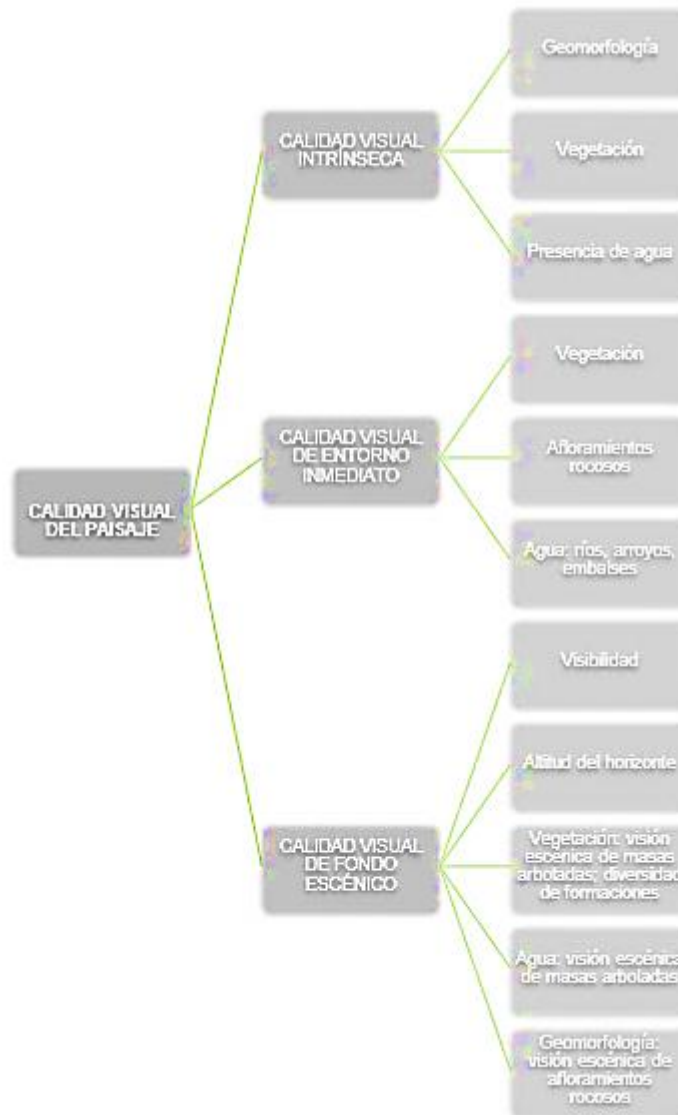 CALIDAD VISUAL
DEL PAISAJE
CALIDAD VISUAL
INTRÍNSECA
Geomorfología
Vegetación
Presencia de agua
CALIDAD VISUAL
DE ENTORNO
INMEDIATO
Vegetación
Afloramientos
rocosos
Agua: ríos, arroyos,
embalses
CALIDAD VISUAL
DE FONDO
ESCÉNICO
Visibilidad
Altitud del horizonte
Vegetación: visión
escénica de masas
arboladas; diversidad
de formaciones
Agua: visión escénica
de masas arboladas
Geomorfología:
visión escénica de
afloramientos
rocosos